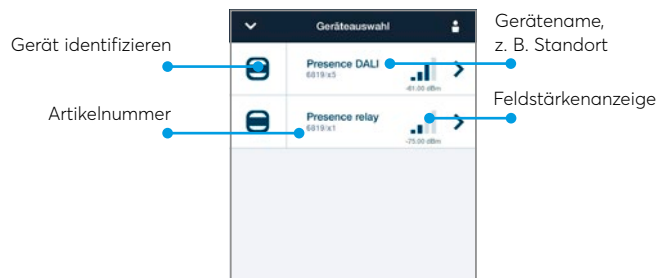 Geräteauswahl
Gerätename,
z. B. Standort
Gerät identifizieren
Presence DALI
6819/x5
-61.00 dBm
Feldstärkenanzeige
Artikelnummer
Presence relay
6819/x1
-75.00 dBm